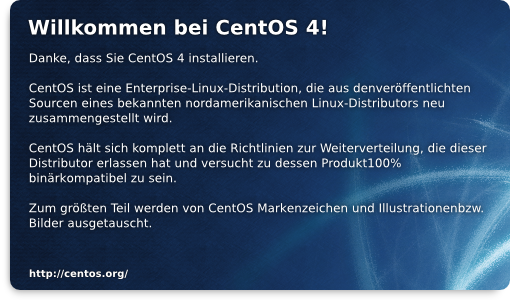 Willkommen bei CentOS 4!
Danke, dass Sie CentOS 4 installieren.
CentOS ist eine Enterprise-Linux-Distribution, die aus denveröffentlichten
Sourcen eines bekannten nordamerikanischen Linux-Distributors neu
zusammengestellt wird.
CentOS hält sich komplett an die Richtlinien zur Weiterverteilung, die dieser
Distributor erlassen hat und versucht zu dessen Produkt100%
binärkompatibel zu sein.
Zum größten Teil werden von CentOS Markenzeichen und Illustrationenbzw.
Bilder ausgetauscht.
http://centos.org/